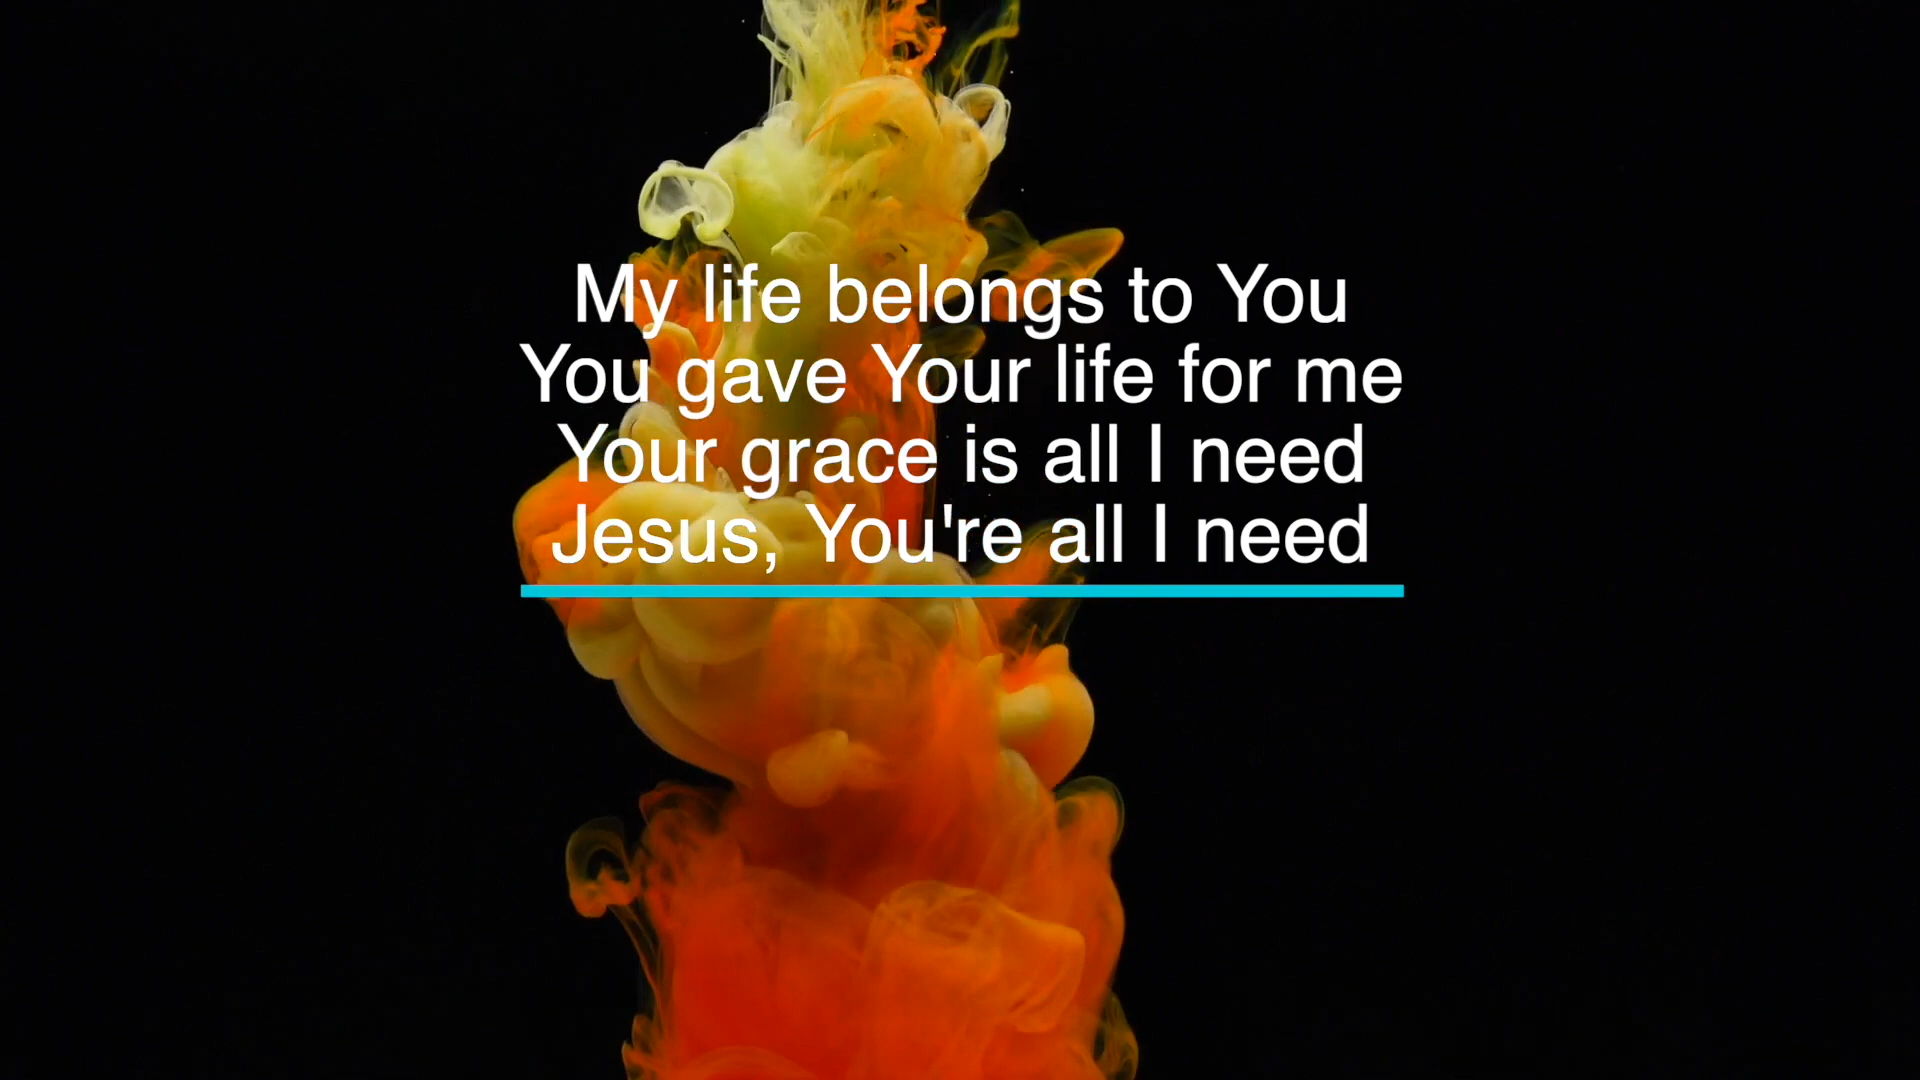 My life belongs to You
You gave Your life for me
Your grace is all I need
Jesus, You're all I need